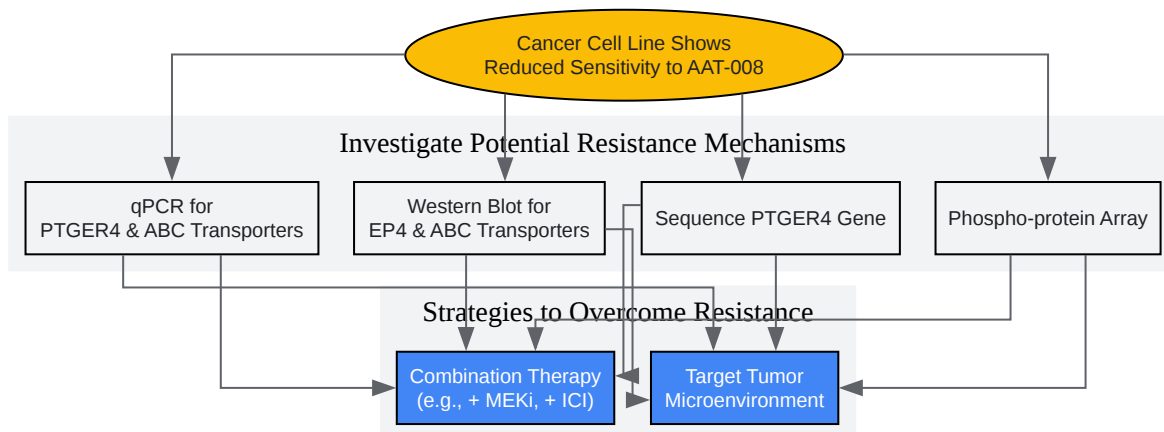 Cancer Cell Line Shows
Reduced Sensitivity to AAT-008
Investigate Potential Resistance Mechanisms
qPCR for
PTGER4 & ABC Transporters
Western Blot for
EP4 & ABC Transporters
Sequence PTGER4 Gene
Phospho-protein Array
Strategies to Overcome Resistance
Combination Therapy
(e.g., + MEKi, + ICI)
Target Tumor
Microenvironment